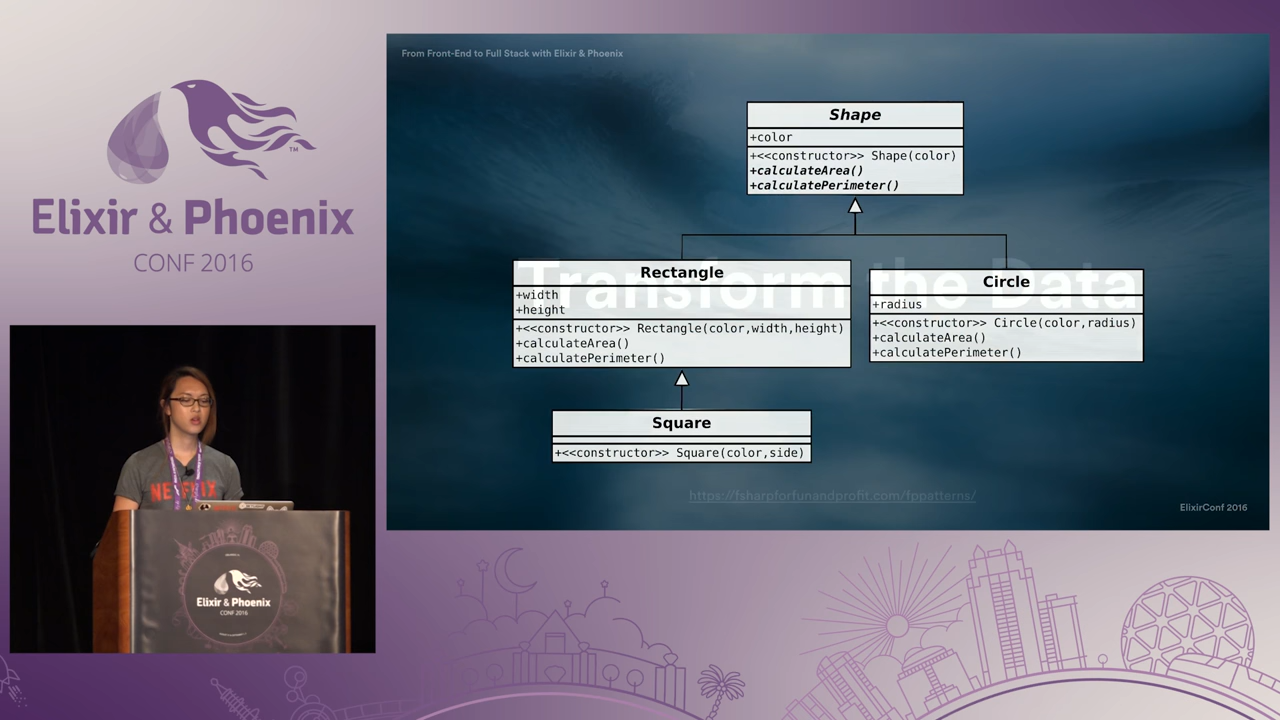 Elixir & Phoenix
TM
CONF 2016
From Front-End to Full Stack with Elixir & Phoenix
Shape
+color
+<<constructor>> Shape(color)
+calculateArea()
+calculatePerimeter()
Transform the Data
Rectangle
+width
+height
+<<constructor>> Rectangle(color,width,height)
+calculateArea()
+calculatePerimeter()
Circle
+radius
+<<constructor>> Circle(color,radius)
+calculateArea()
+calculatePerimeter()
Square
+<<constructor>> Square(color,side)
https://fsharpforfunandprofit.com/fppatterns/
ElixirConf 2016
NETFLIX
Elixir & Phoenix
CONF 2016